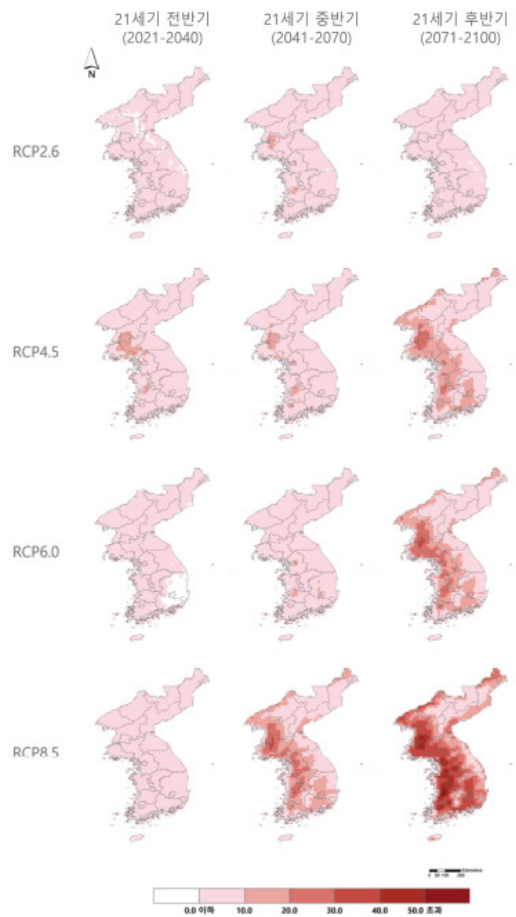 21세기 전반기 21세기 중반기 21세기 후반기
(2021-2040) (2041-2070) (2071-2100)
N
RCP2.6
RCP4.5
RCP6.0
RCP8.5
Kilometers
0.0 이하 10.0 20.0 30.0 40.0 50.0 초과